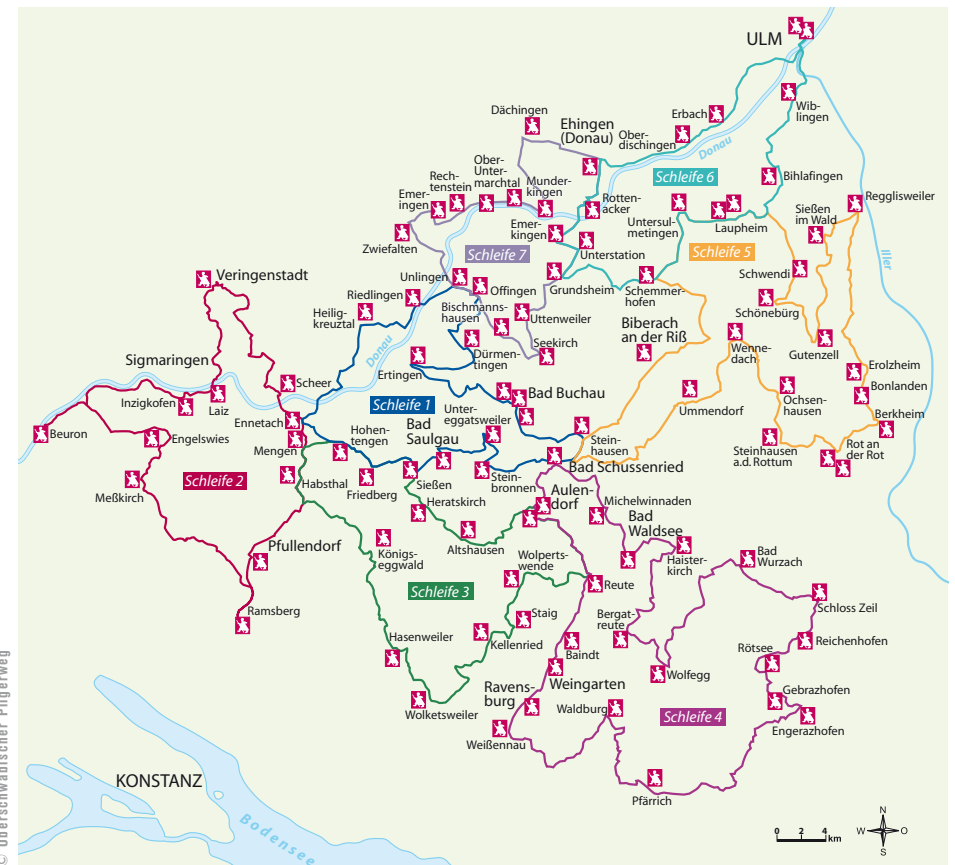 ULM
Wib-
lingen
Erbach
Ober-
dischingen
Donau
Dächingen
Ehingen
(Donau)
Schleife 6
Bihlafingen
Ober-
Unter-
marchtal
Munder-
kingen
Rech-
tenstein
Emer-
ingen
Rotten-
acker
Untersul-
metingen
Laupheim
Sießen
im Wald
Regglisweiler
Iller
Emer-
kingen
Zwiefalten
Schleife 7
Unterstation
Schleife 5
Schwendi
Unlingen
Offingen
Grundsheim
Schemmer-
hofen
Schönebürg
Veringenstadt
Riedlingen
Heilig-
kreuztal
Bischmanns-
hausen
Uttenweiler
Biberach
an der Riß
Wenne-
dach
Gutenzell
Donau
Dürmen-
tingen
Seekirch
Sigmaringen
Ertingen
Erolzheim
Bonlanden
Scheer
Inzigkofen
Laiz
Schleife 1
Bad Buchau
Ummendorf
Ochsen-
hausen
Berkheim
Ennetach
Unter-
eggatsweiler
Bad
Saulgau
Beuron
Engelswies
Mengen
Hohen-
tengen
Stein-
hausen
Steinhausen
a.d. Rottum
Rot an
der Rot
Meßkirch
Schleife 2
Habsthal
Friedberg
Sießen
Stein-
bronnen
Bad Schussenried
Heratskirch
Aulen-
dorf
Michelwinnaden
Bad
Waldsee
Pfullendorf
Königs-
eggwald
Altshausen
Wolperts-
wende
Haister-
kirch
Bad
Wurzach
Schleife 3
Reute
Schloss Zeil
Ramsberg
Staig
Bergat-
reute
Hasenweiler
Kellenried
Baindt
Reichenhofen
Rötsee
Wolfegg
Weingarten
Ravens-
burg
Gebrazhofen
Wolketsweiler
Waldburg
Schleife 4
Engerazhofen
Weißennau
KONSTANZ
Pfärrich
Bodensee
N
W
O
S
0 2 4 km
© Oberschwäbischer Pilgerweg